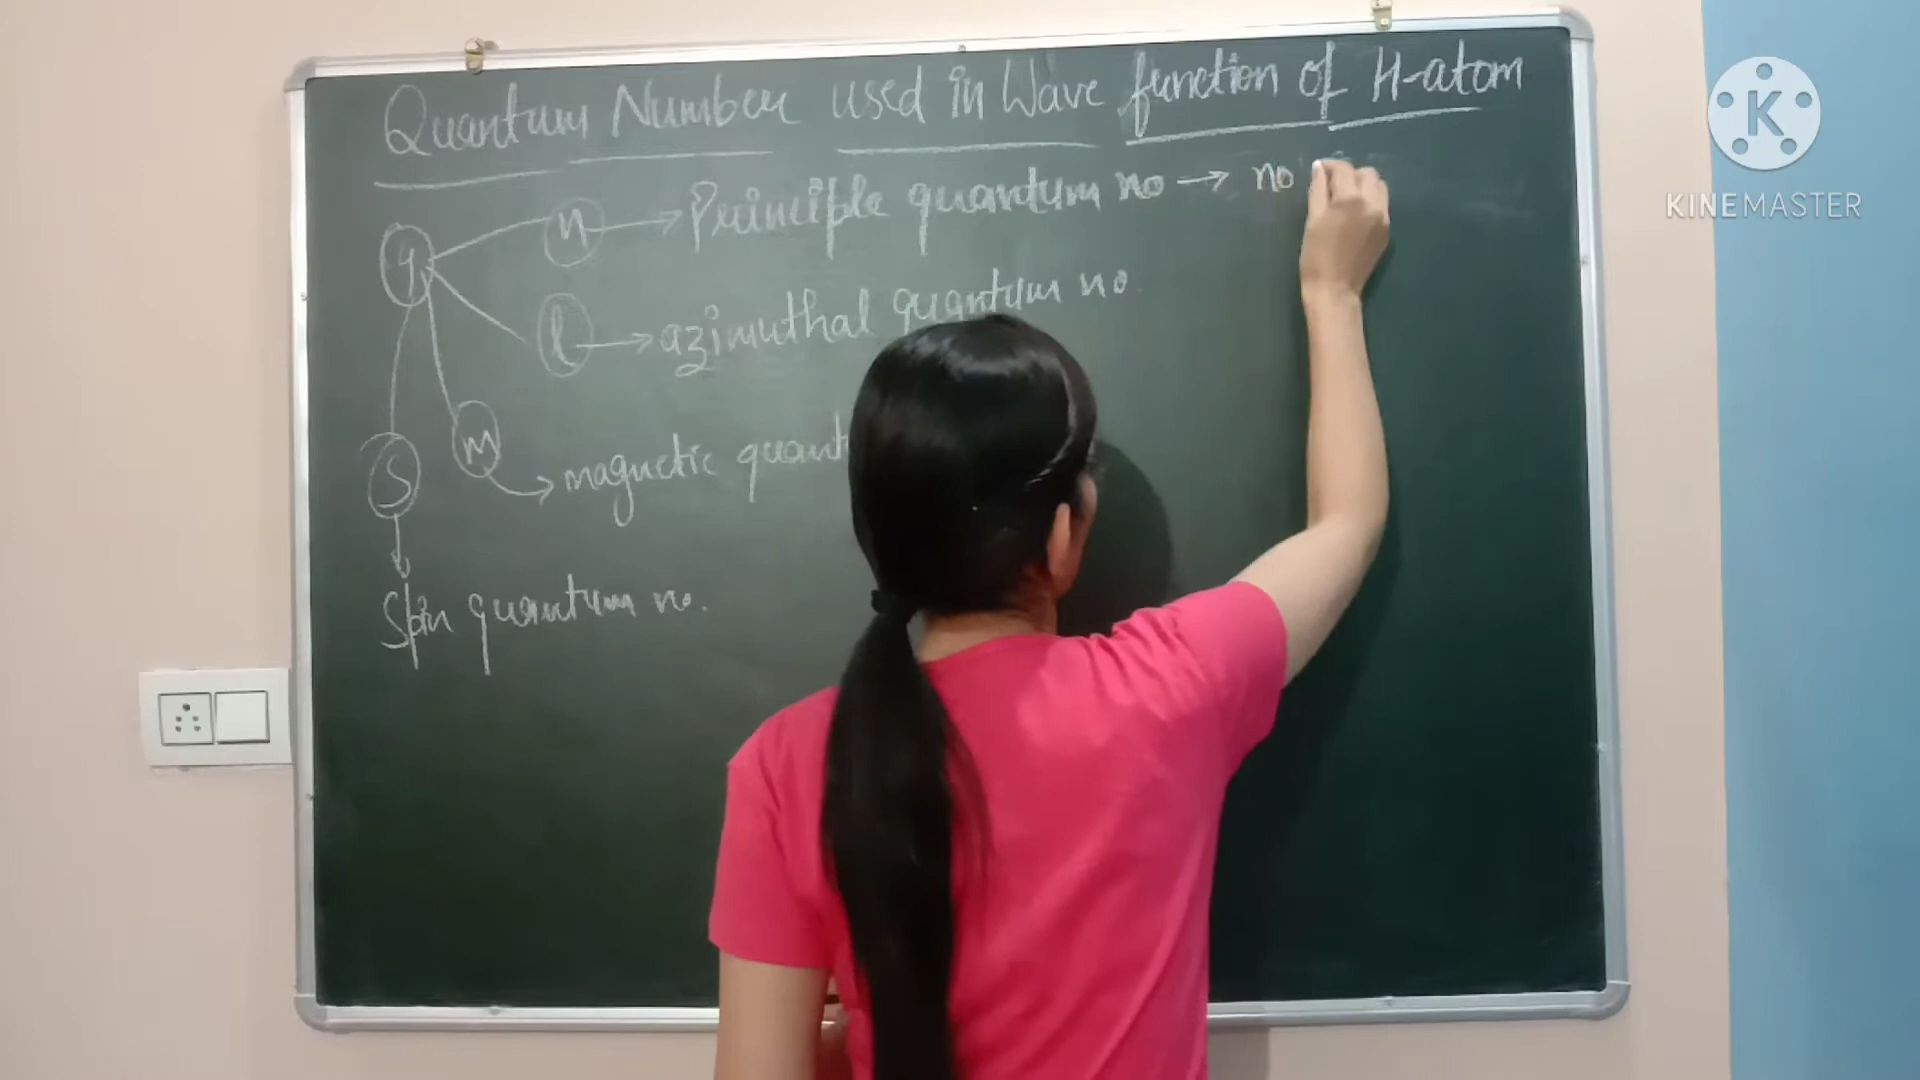 Quantum Number used in Wave function of H-atom
n → Principle quantum no → no
l → azimuthal quantum no.
m → magnetic quant
S
Spin quantum no.
K
KINEMASTER